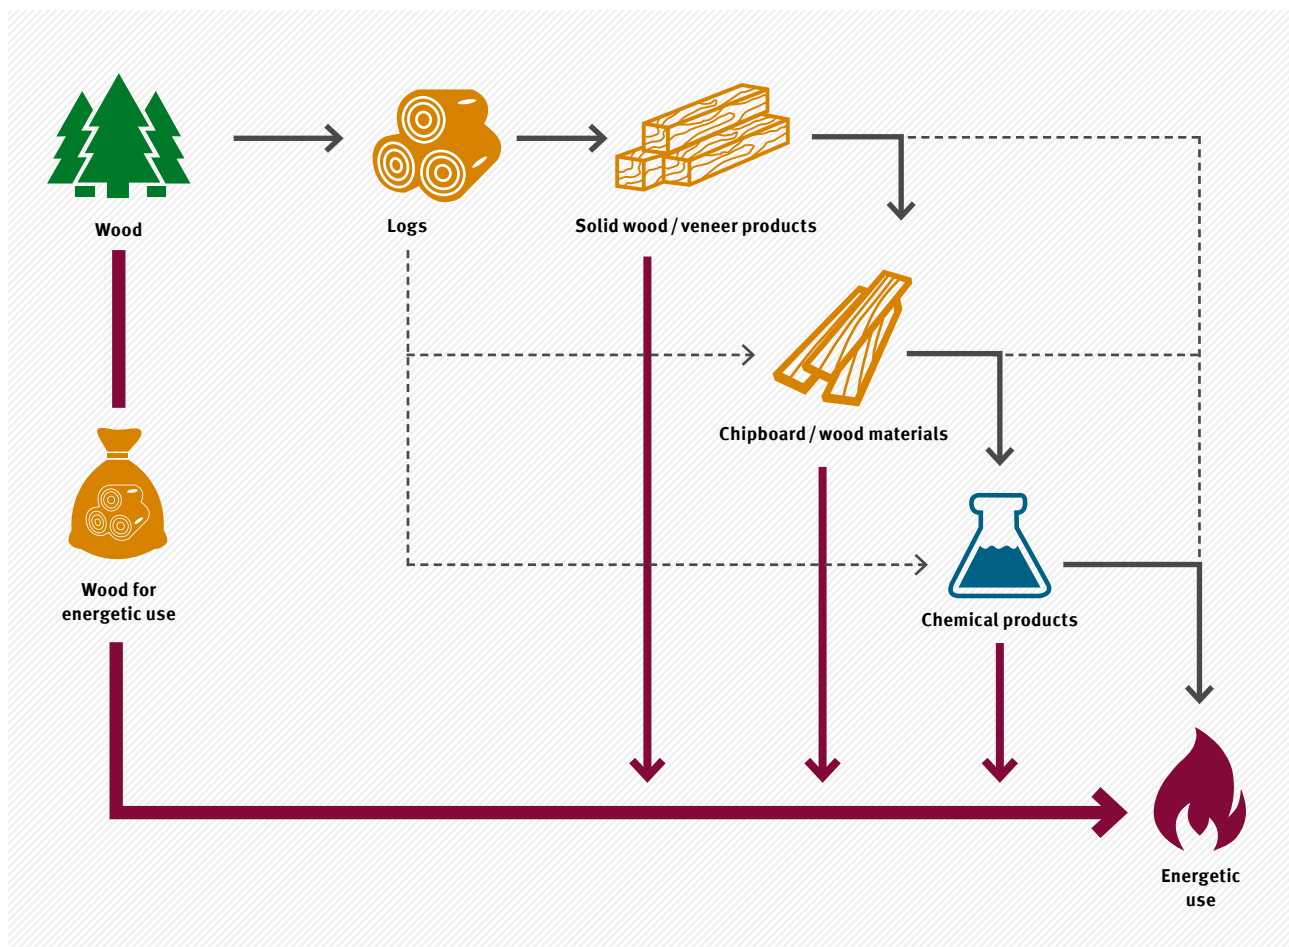 Wood
Logs
Solid wood / veneer products
Chipboard / wood materials
Wood for
energetic use
Chemical products
Energetic
use